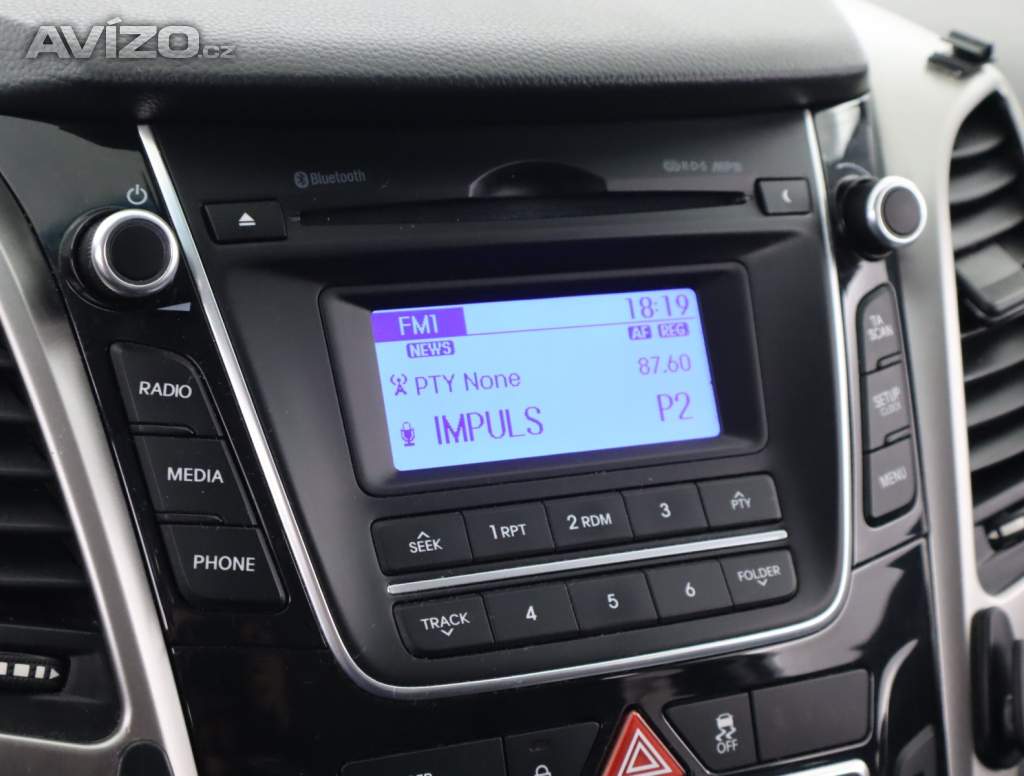 AVÍZO.cz
Bluetooth
RDS MP3
FM1 18:19
NEWS AF REG
PTY None 87.60
IMPULS P2
RADIO
MEDIA
PHONE
TA
SCAN
SETUP
CLOCK
MENU
SEEK 1 RPT 2 RDM 3 PTY
TRACK 4 5 6 FOLDER
OFF